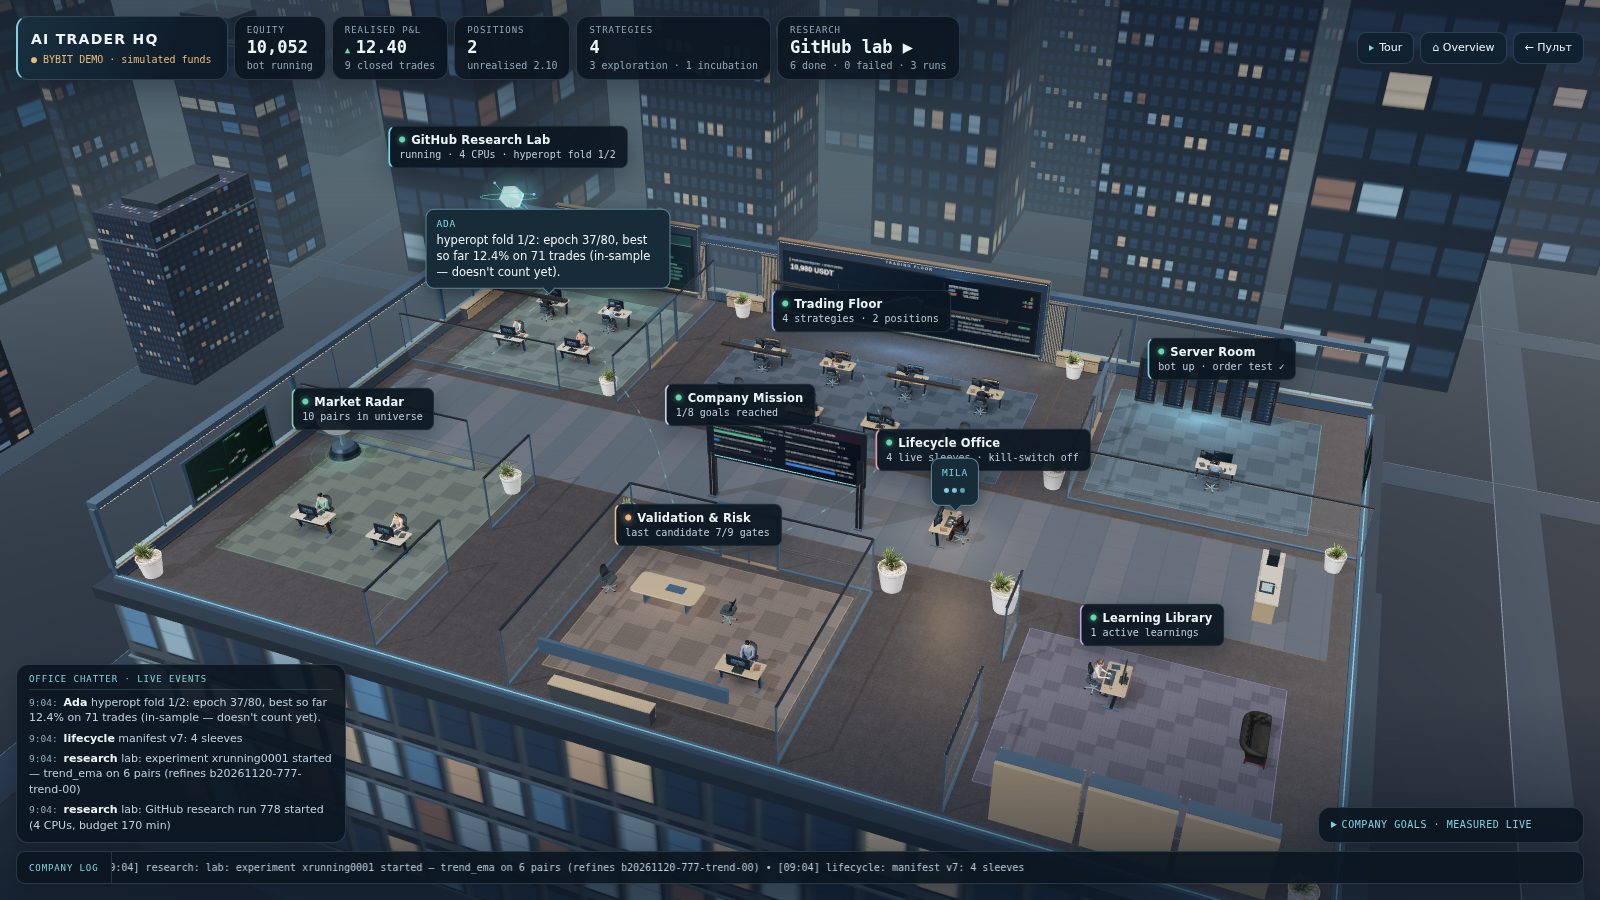 AI TRADER HQ
● BYBIT DEMO · simulated funds
EQUITY
10,052
bot running
REALISED P&L
▲ 12.40
9 closed trades
POSITIONS
2
unrealised 2.10
STRATEGIES
4
3 exploration · 1 incubation
RESEARCH
GitHub lab ▶
6 done · 0 failed · 3 runs
▶ Tour
⌂ Overview
← Пульт
GitHub Research Lab
running · 4 CPUs · hyperopt fold 1/2
ADA
hyperopt fold 1/2: epoch 37/80, best
so far 12.4% on 71 trades (in-sample
— doesn't count yet).
TRADING FLOOR
10,980 USDT
Trading Floor
4 strategies · 2 positions
Server Room
bot up · order test ✓
Market Radar
10 pairs in universe
Company Mission
1/8 goals reached
Lifecycle Office
4 live sleeves · kill-switch off
MILA
Validation & Risk
last candidate 7/9 gates
Learning Library
1 active learnings
OFFICE CHATTER · LIVE EVENTS
9:04: Ada hyperopt fold 1/2: epoch 37/80, best so far
12.4% on 71 trades (in-sample — doesn't count yet).
9:04: lifecycle manifest v7: 4 sleeves
9:04: research lab: experiment xrunning0001 started
— trend_ema on 6 pairs (refines b20261120-777-
trend-00)
9:04: research lab: GitHub research run 778 started
(4 CPUs, budget 170 min)
▶ COMPANY GOALS · MEASURED LIVE
COMPANY LOG
9:04] research: lab: experiment xrunning0001 started — trend_ema on 6 pairs (refines b20261120-777-trend-00) • [09:04] lifecycle: manifest v7: 4 sleeves